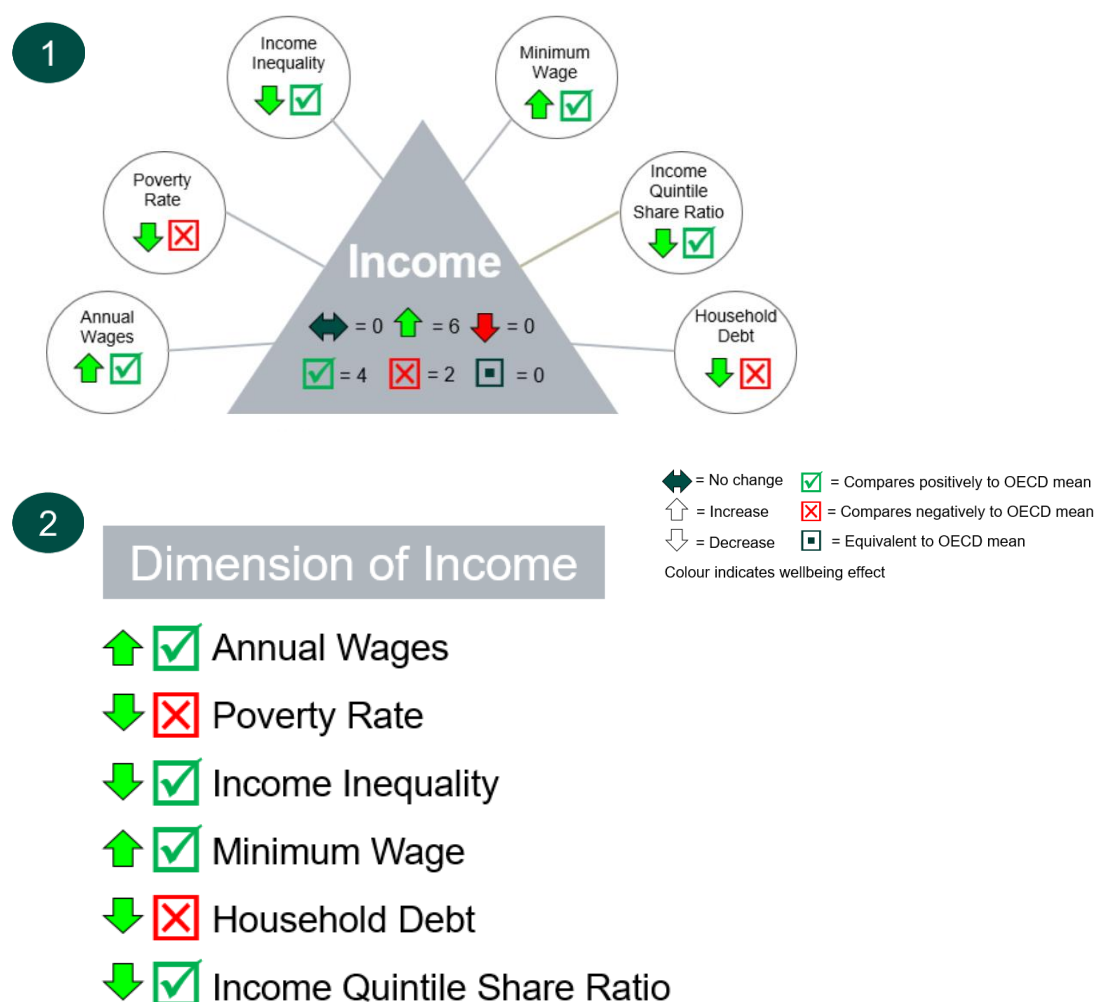 1
Income
Inequality
Minimum
Wage
Poverty
Rate
Income
Quintile
Share Ratio
Income
Annual
Wages
= 0 = 6 = 0
= 4 = 2 = 0
Household
Debt
2
= No change = Compares positively to OECD mean
= Increase = Compares negatively to OECD mean
= Decrease = Equivalent to OECD mean
Colour indicates wellbeing effect
Dimension of Income
Annual Wages
Poverty Rate
Income Inequality
Minimum Wage
Household Debt
Income Quintile Share Ratio